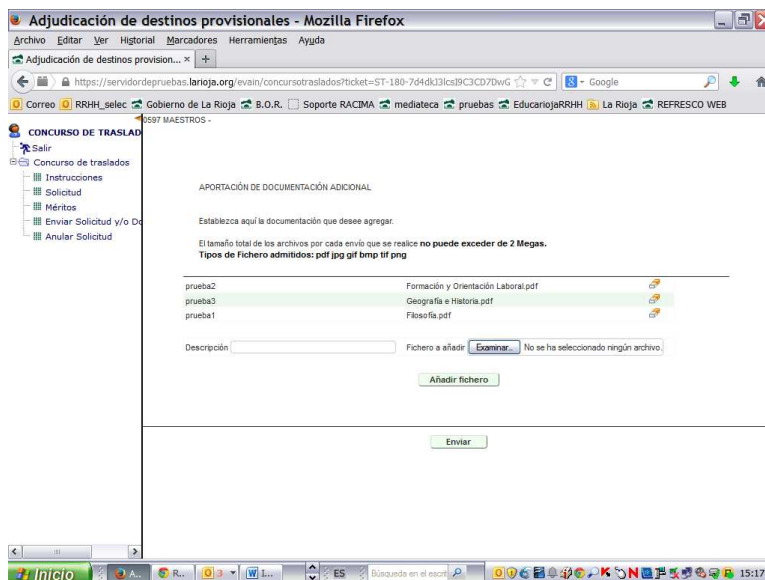 Adjudicación de destinos provisionales - Mozilla Firefox
Archivo Editar Ver Historial Marcadores Herramientas Ayuda
Adjudicación de destinos provision... × +
https://servidordepruebas.larioja.org/evain/concursotraslados?ticket=ST-180-7d4dkJ3lcsI9C3CD7DwG Google
Correo RRHH_selec Gobierno de La Rioja B.O.R. Soporte RACIMA mediateca pruebas EducariojaRRHH La Rioja REFRESCO WEB
0597 MAESTROS -
CONCURSO DE TRASLAD
Salir
Concurso de traslados
Instrucciones
Solicitud
Méritos
Enviar Solicitud y/o Do
Anular Solicitud
APORTACIÓN DE DOCUMENTACIÓN ADICIONAL
Establezca aquí la documentación que desee agregar.
El tamaño total de los archivos por cada envío que se realice no puede exceder de 2 Megas.
Tipos de Fichero admitidos: pdf jpg gif bmp tif png
prueba2 Formación y Orientación Laboral.pdf
prueba3 Geografía e Historia.pdf
prueba1 Filosofía.pdf
Descripción Fichero a añadir Examinar... No se ha seleccionado ningún archivo.
Añadir fichero
Enviar
Inicio A... R... 3 I... ES Búsqueda en el escrit 15:17